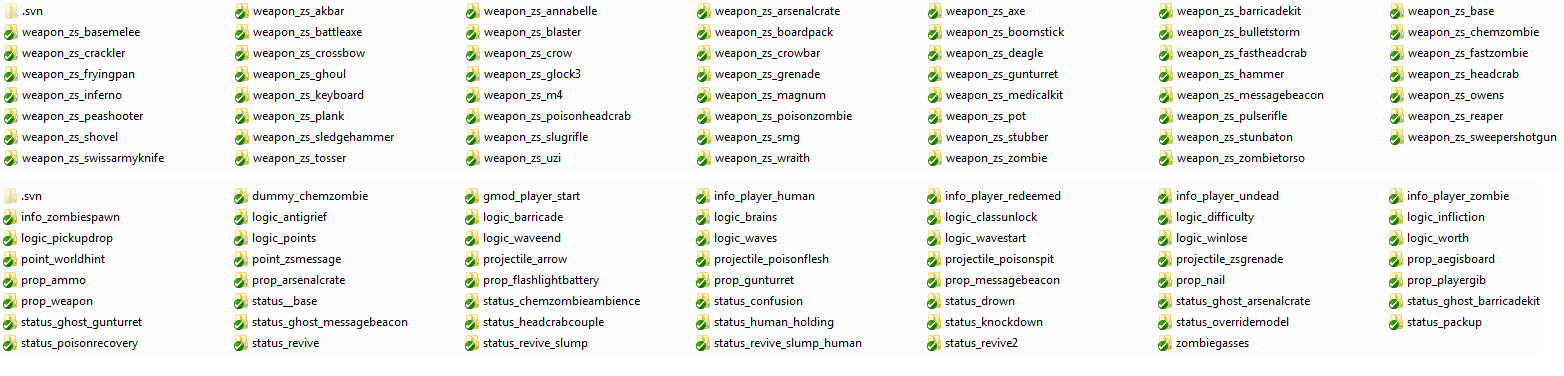 .svn weapon_zs_akbar weapon_zs_annabelle weapon_zs_arsenalcrate weapon_zs_axe weapon_zs_barricadekit weapon_zs_base
weapon_zs_basemelee weapon_zs_battleaxe weapon_zs_blaster weapon_zs_boardpack weapon_zs_boomstick weapon_zs_bulletstorm weapon_zs_chemzombie
weapon_zs_crackler weapon_zs_crossbow weapon_zs_crow weapon_zs_crowbar weapon_zs_deagle weapon_zs_fastheadcrab weapon_zs_fastzombie
weapon_zs_fryingpan weapon_zs_ghoul weapon_zs_glock3 weapon_zs_grenade weapon_zs_gunturret weapon_zs_hammer weapon_zs_headcrab
weapon_zs_inferno weapon_zs_keyboard weapon_zs_m4 weapon_zs_magnum weapon_zs_medicalkit weapon_zs_messagebeacon weapon_zs_owens
weapon_zs_peashooter weapon_zs_plank weapon_zs_poisonheadcrab weapon_zs_poisonzombie weapon_zs_pot weapon_zs_pulserifle weapon_zs_reaper
weapon_zs_shovel weapon_zs_sledgehammer weapon_zs_slugrifle weapon_zs_smg weapon_zs_stubber weapon_zs_stunbaton weapon_zs_sweepershotgun
weapon_zs_swissarmyknife weapon_zs_tosser weapon_zs_uzi weapon_zs_wraith weapon_zs_zombie weapon_zs_zombietorso
.svn dummy_chemzombie gmod_player_start info_player_human info_player_redeemed info_player_undead info_player_zombie
info_zombiespawn logic_antigrief logic_barricade logic_brains logic_classunlock logic_difficulty logic_infliction
logic_pickupdrop logic_points logic_waveend logic_waves logic_wavestart logic_winlose logic_worth
point_worldhint point_zsmessage projectile_arrow projectile_poisonflesh projectile_poisonspit projectile_zsgrenade prop_aegisboard
prop_ammo prop_arsenalcrate prop_flashlightbattery prop_gunturret prop_messagebeacon prop_nail prop_playergib
prop_weapon status__base status_chemzombieambience status_confusion status_drown status_ghost_arsenalcrate status_ghost_barricadekit
status_ghost_gunturret status_ghost_messagebeacon status_headcrabcouple status_human_holding status_knockdown status_overridemodel status_packup
status_poisonrecovery status_revive status_revive_slump status_revive_slump_human status_revive2 zombiegasses